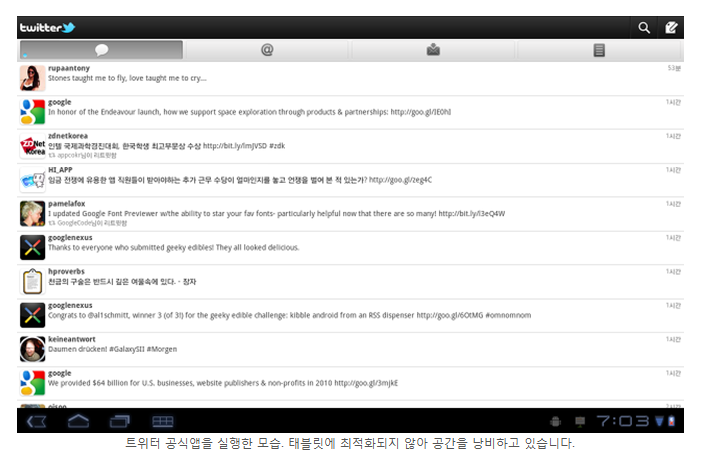 twitter
@
rupaantony
53분
Stones taught me to fly, love taught me to cry...
google
1시간
In honor of the Endeavour launch, how we support space exploration through products & partnerships: http://goo.gl/IE0hI
zdnetkorea
1시간
ZDNet Korea
인텔 국제과학경진대회, 한국학생 최고부문상 수상 http://bit.ly/lmJVSD #zdk
appcokr님이 리트윗함
HI_APP
1시간
임금 전쟁에 유용한 앱 직원들이 받아야하는 추가 근무 수당이 얼마인지를 놓고 언쟁을 벌여 본 적 있는가? http://goo.gl/zeg4C
pamelafox
1시간
I updated Google Font Previewer w/the ability to star your fav fonts- particularly helpful now that there are so many! http://bit.ly/l3eQ4W
GoogleCode님이 리트윗함
googlenexus
1시간
Thanks to everyone who submitted geeky edibles! They all looked delicious.
hproverbs
1시간
천금의 구슬은 반드시 깊은 여울속에 있다. - 장자
googlenexus
1시간
Congrats to @al1schmitt, winner 3 (of 3!) for the geeky edible challenge: kibble android from an RSS dispenser http://goo.gl/6OtMG #omnomnom
keineantwort
1시간
Daumen drücken! #GalaxySII #Morgen
google
1시간
We provided $64 billion for U.S. businesses, website publishers & non-profits in 2010 http://goo.gl/3mjkE
1시간
7:03
트위터 공식앱을 실행한 모습. 태블릿에 최적화되지 않아 공간을 낭비하고 있습니다.